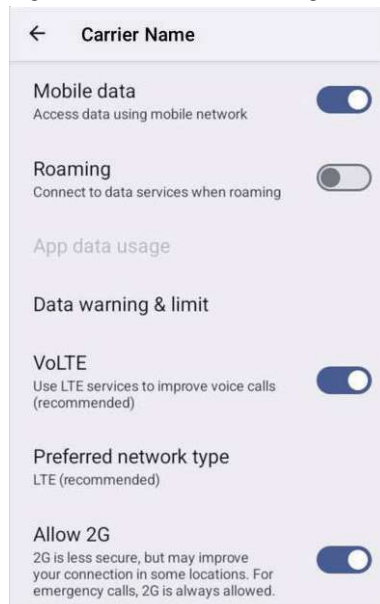 Carrier Name
Mobile data
Access data using mobile network
Roaming
Connect to data services when roaming
App data usage
Data warning & limit
VoLTE
Use LTE services to improve voice calls
(recommended)
Preferred network type
LTE (recommended)
Allow 2G
2G is less secure, but may improve
your connection in some locations. For
emergency calls, 2G is always allowed.